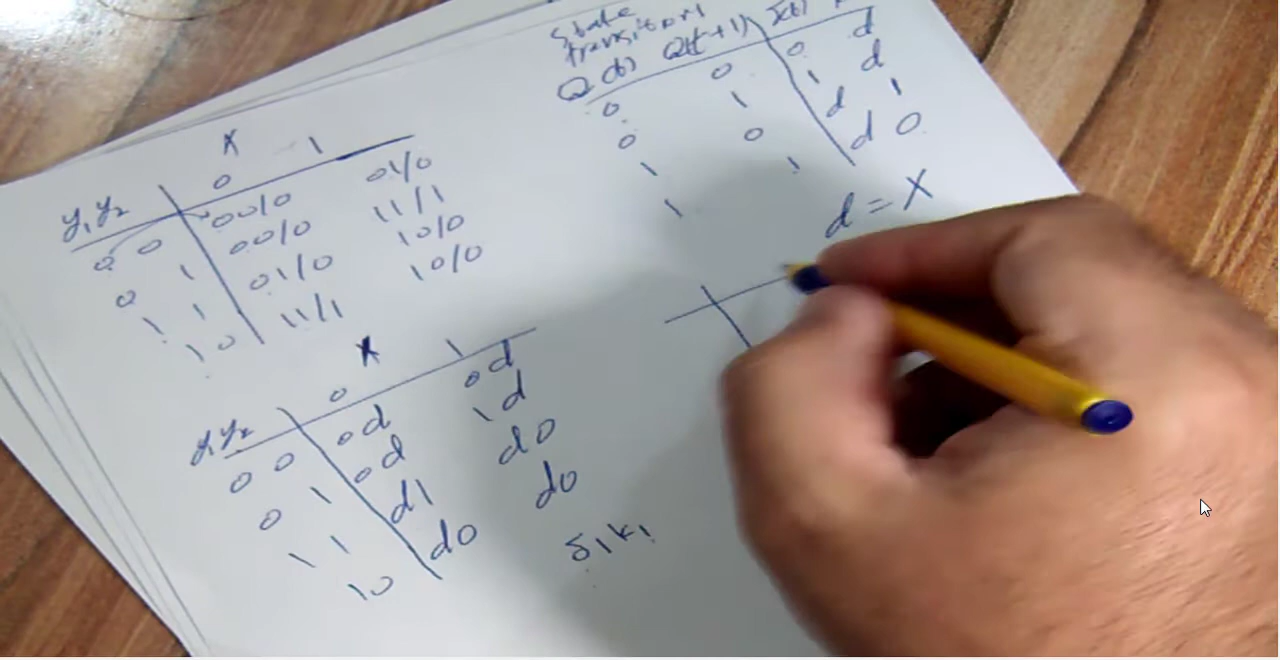 x
y₁y₂ 0 1
0 0 00/0 01/0
0 1 00/0 11/1
1 1 01/0 10/0
1 0 11/1 10/0
State
transition
Q(t) Q(t+1) J(t)
0 0 0 d
0 1 1 d
1 0 d 1
1 1 d 0
d = X
x
y₁y₂ 0 1
0 0 0d 0d
0 1 0d 1d
1 1 d1 d0
1 0 d0 d0
J₁K₁